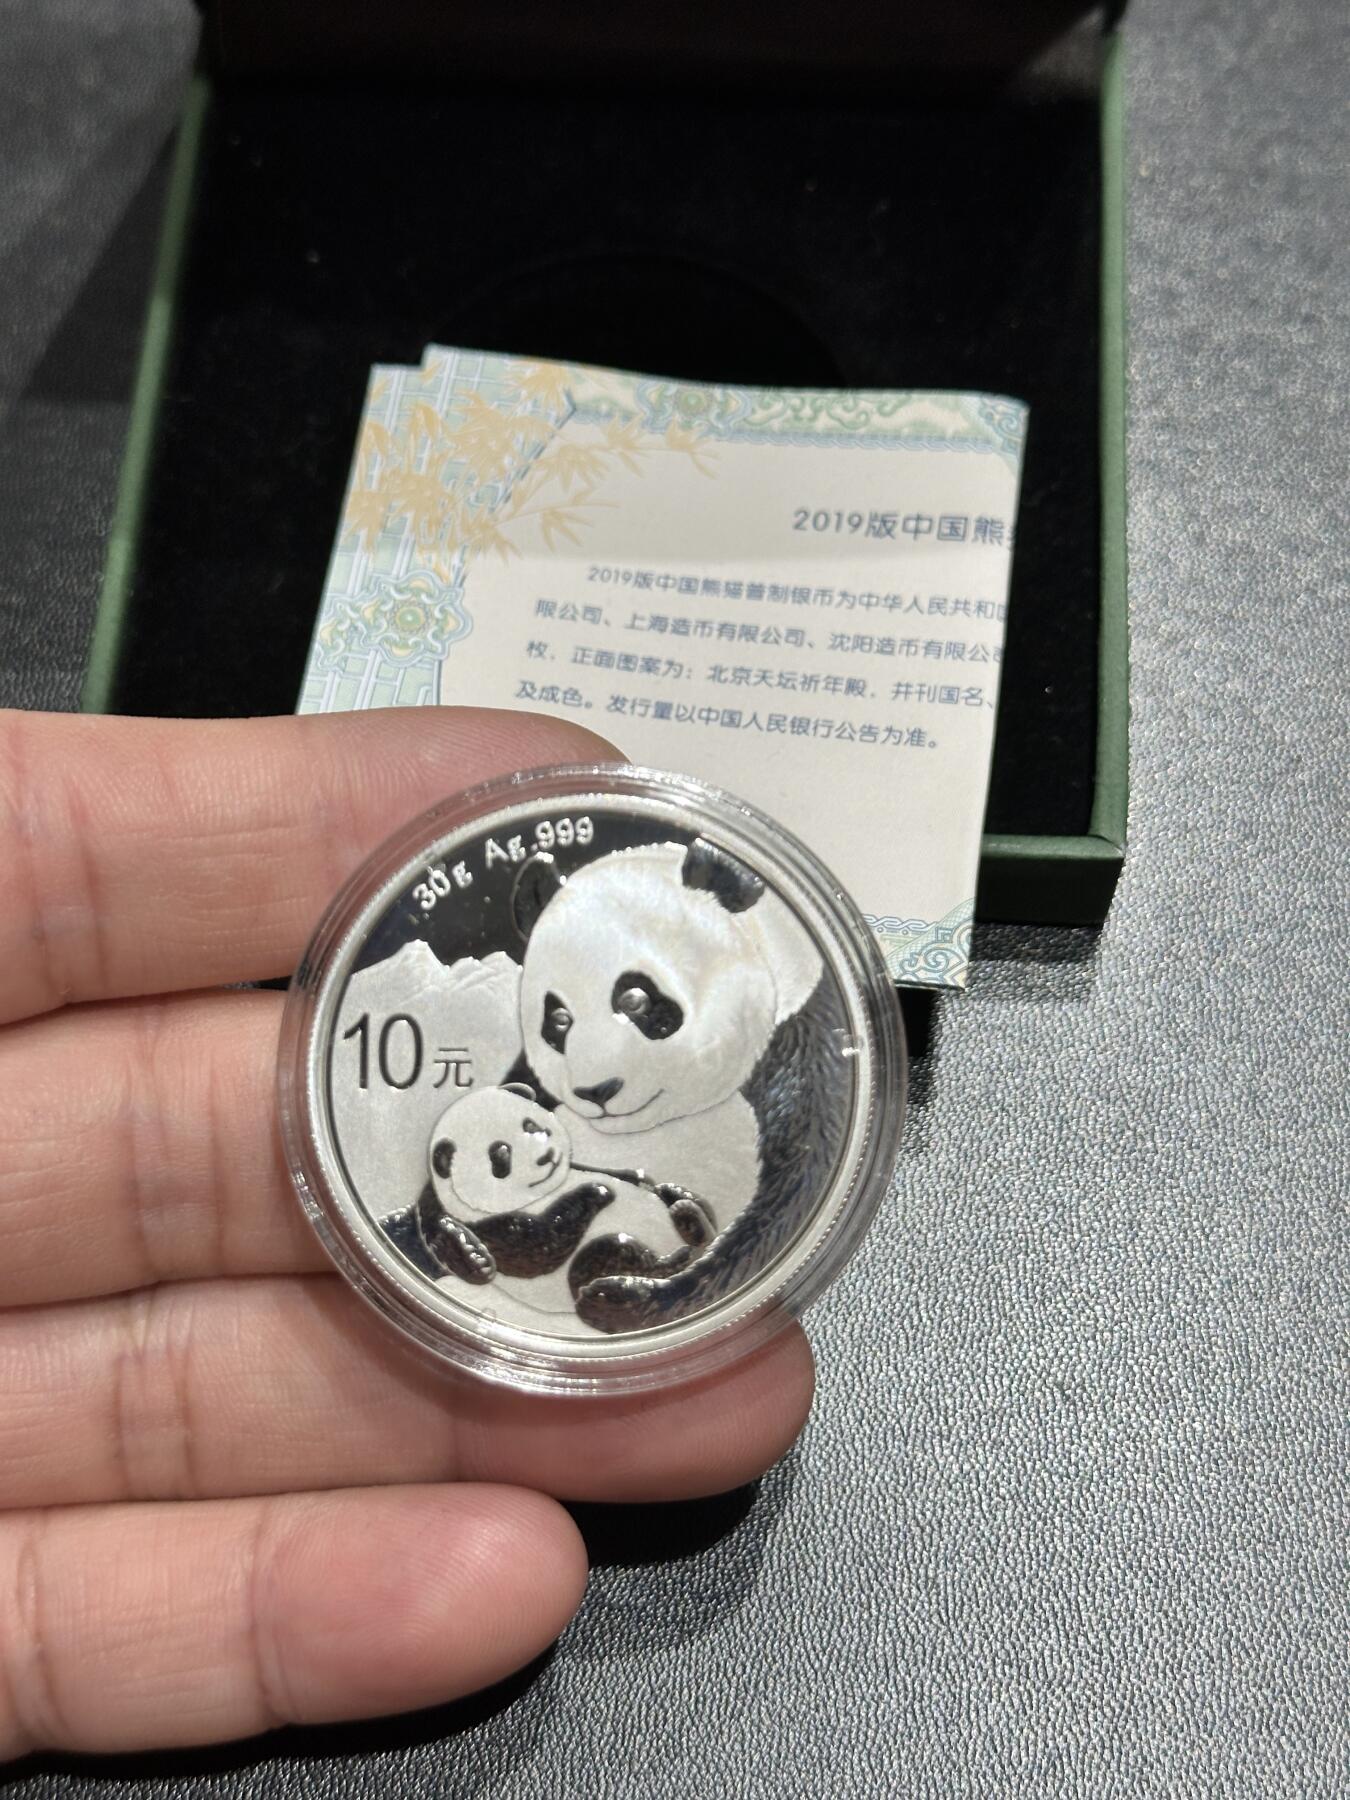 2019版中国熊
2019版中国熊猫普制银币为中华人民共和
限公司、上海造币有限公司、沈阳造币有限公
枚，正面图案为：北京天坛祈年殿，并刊国名、
及成色。发行量以中国人民银行公告为准。
30g Ag.999
10元